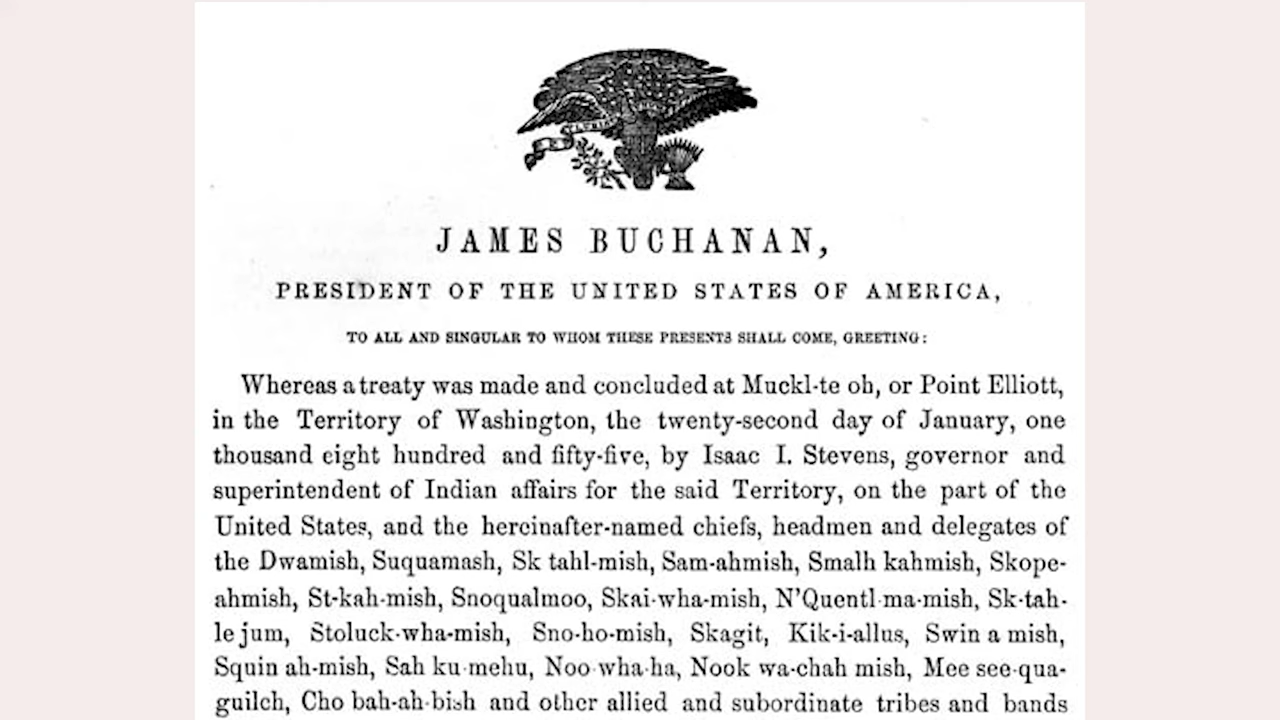 JAMES BUCHANAN,
PRESIDENT OF THE UNITED STATES OF AMERICA,
TO ALL AND SINGULAR TO WHOM THESE PRESENTS SHALL COME, GREETING:
Whereas a treaty was made and concluded at Muckl-te oh, or Point Elliott,
in the Territory of Washington, the twenty-second day of January, one
thousand eight hundred and fifty-five, by Isaac I. Stevens, governor and
superintendent of Indian affairs for the said Territory, on the part of the
United States, and the hereinafter-named chiefs, headmen and delegates of
the Dwamish, Suquamash, Sk tahl-mish, Sam-ahmish, Smalh kahmish, Skope-
ahmish, St-kah-mish, Snoqualmoo, Skai-wha-mish, N'Quentl-ma-mish, Sk-tah-
le jum, Stoluck-wha-mish, Sno-ho-mish, Skagit, Kik-i-allus, Swin a mish,
Squin ah-mish, Sah ku-mehu, Noo-wha-ha, Nook wa-chah mish, Mee see-qua-
guilch, Cho bah-ah-bish and other allied and subordinate tribes and bands